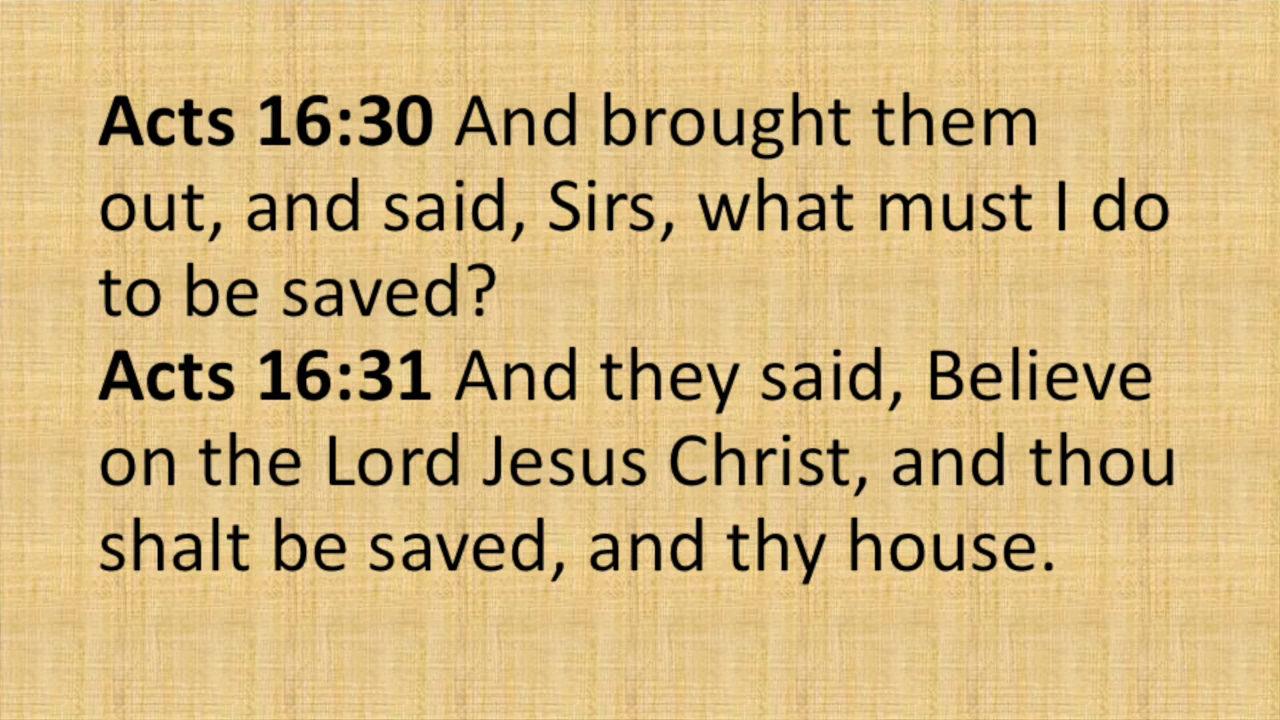 Acts 16:30 And brought them
out, and said, Sirs, what must I do
to be saved?
Acts 16:31 And they said, Believe
on the Lord Jesus Christ, and thou
shalt be saved, and thy house.